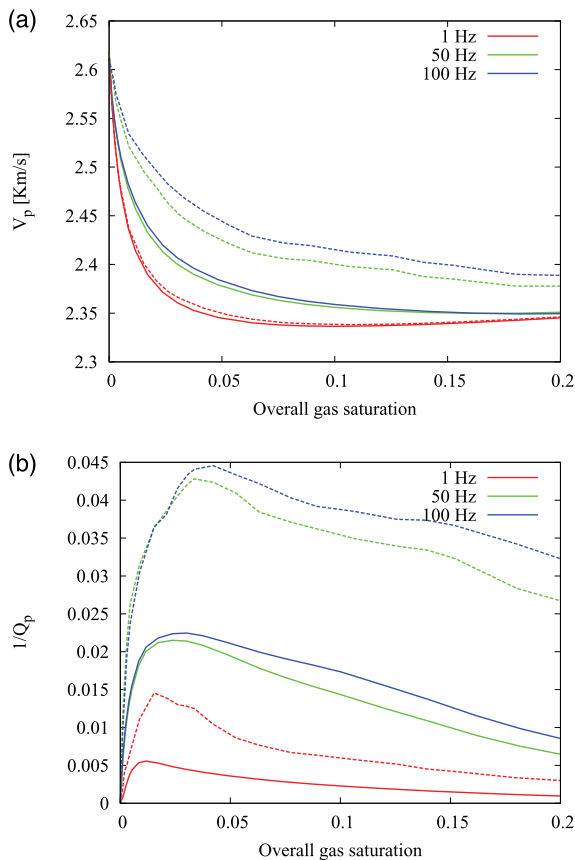 (a)
2.65
2.6
2.55
2.5
2.45
2.4
2.35
2.3
Vp [Km/s]
1 Hz
50 Hz
100 Hz
0 0.05 0.1 0.15 0.2
Overall gas saturation
(b)
0.045
0.04
0.035
0.03
0.025
0.02
0.015
0.01
0.005
0
1/Qp
1 Hz
50 Hz
100 Hz
0 0.05 0.1 0.15 0.2
Overall gas saturation